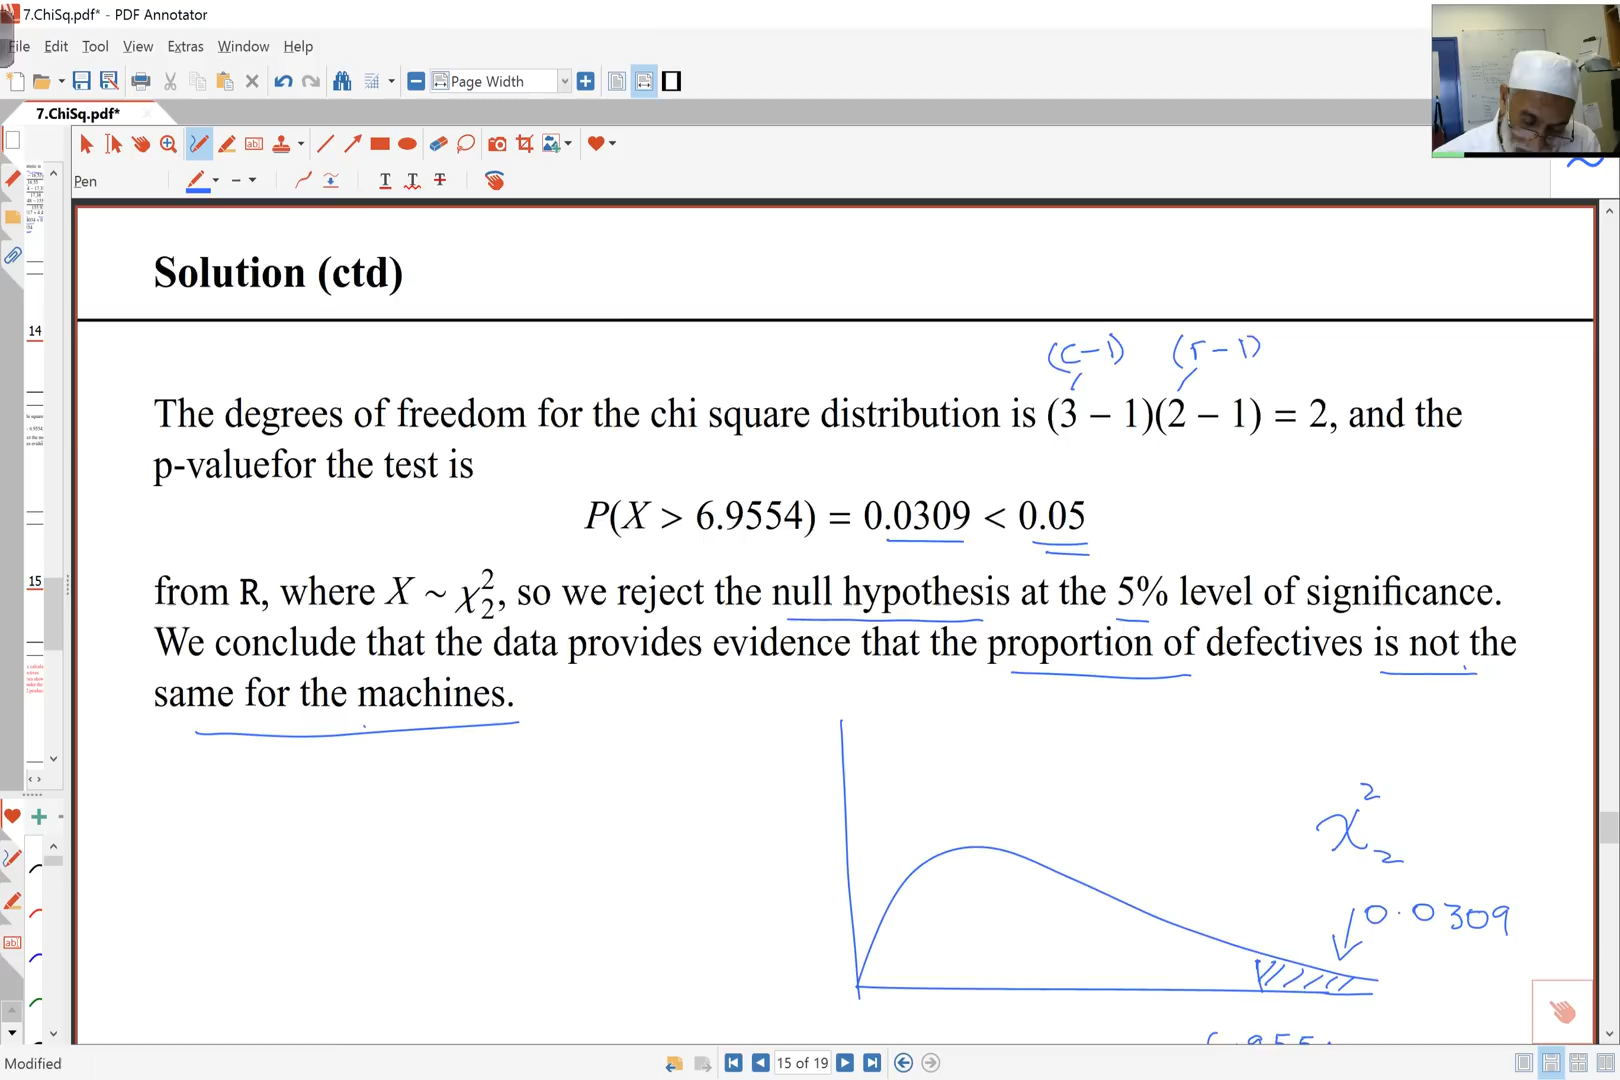 7.ChiSq.pdf* - PDF Annotator
File Edit Tool View Extras Window Help
Page Width
7.ChiSq.pdf*
Pen
Solution (ctd)
(c-1) (r-1)
The degrees of freedom for the chi square distribution is (3 − 1)(2 − 1) = 2, and the
p-valuefor the test is
P(X > 6.9554) = 0.0309 < 0.05
from R, where X ~ χ²₂, so we reject the null hypothesis at the 5% level of significance.
We conclude that the data provides evidence that the proportion of defectives is not the
same for the machines.
χ²₂
0.0309
14
15
Modified
15 of 19